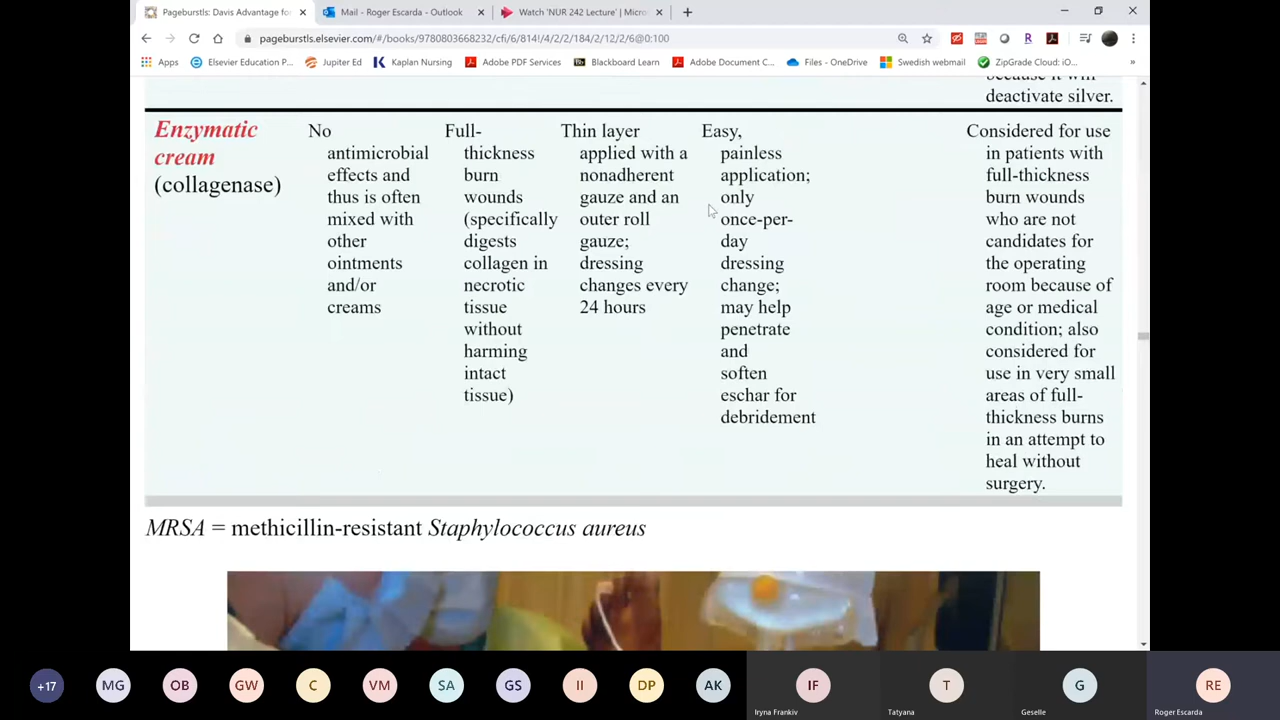 Pageburstls: Davis Advantage for
Mail - Roger Escarda - Outlook
Watch 'NUR 242 Lecture' | Micro
pageburstls.elsevier.com/#/books/9780803668232/cfi/6/814!/4/2/2/184/2/12/2/6@0:100
Apps
Elsevier Education P...
Jupiter Ed
Kaplan Nursing
Adobe PDF Services
Blackboard Learn
Adobe Document C...
Files - OneDrive
Swedish webmail
ZipGrade Cloud: iO...
because it will
deactivate silver.
Enzymatic
cream
(collagenase)
No
antimicrobial
effects and
thus is often
mixed with
other
ointments
and/or
creams
Full-
thickness
burn
wounds
(specifically
digests
collagen in
necrotic
tissue
without
harming
intact
tissue)
Thin layer
applied with a
nonadherent
gauze and an
outer roll
gauze;
dressing
changes every
24 hours
Easy,
painless
application;
only
once-per-
day
dressing
change;
may help
penetrate
and
soften
eschar for
debridement
Considered for use
in patients with
full-thickness
burn wounds
who are not
candidates for
the operating
room because of
age or medical
condition; also
considered for
use in very small
areas of full-
thickness burns
in an attempt to
heal without
surgery.
MRSA = methicillin-resistant Staphylococcus aureus
+17
MG
OB
GW
C
VM
SA
GS
II
DP
AK
IF
T
G
RE
Iryna Frankiv
Tatyana
Geselle
Roger Escarda